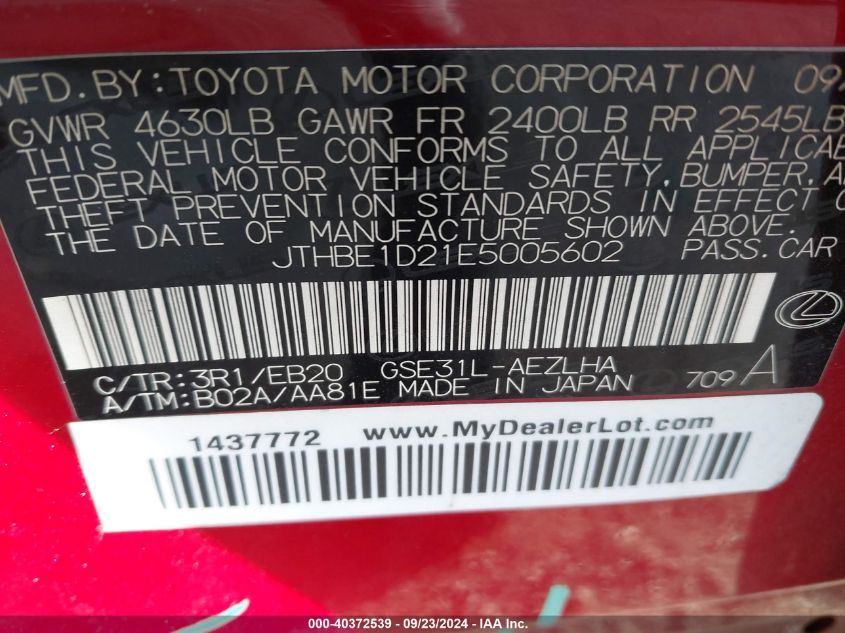 MFD. BY: TOYOTA MOTOR CORPORATION 09/
GVWR 4630LB GAWR FR 2400LB RR 2545LB
THIS VEHICLE CONFORMS TO ALL APPLICAB
FEDERAL MOTOR VEHICLE SAFETY, BUMPER, A
THEFT PREVENTION STANDARDS IN EFFECT O
THE DATE OF MANUFACTURE SHOWN ABOVE.
JTHBE1D21E5005602 PASS. CAR
C/TR: 3R1/EB20 GSE31L-AEZLHA
A/TM: B02A/AA81E MADE IN JAPAN 709 A
1437772 www.MyDealerLot.com
000-40372539 - 09/23/2024 - IAA Inc.